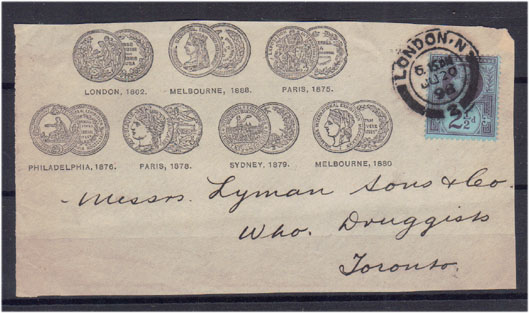 LONDON, 1862. MELBOURNE, 1888. PARIS, 1875.
PHILADELPHIA, 1876. PARIS, 1878. SYDNEY, 1879. MELBOURNE, 1880
LONDON·N
JU 20
98
2½d
Messrs. Lyman Sons & Co.
Who. Druggists
Toronto.